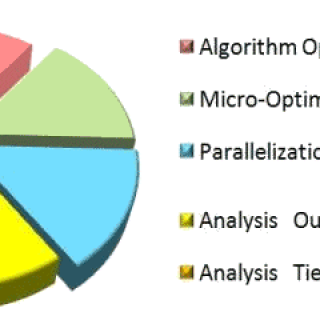 Algorithm Op
Micro-Optim
Parallelizatio
Analysis Ou
Analysis Tie